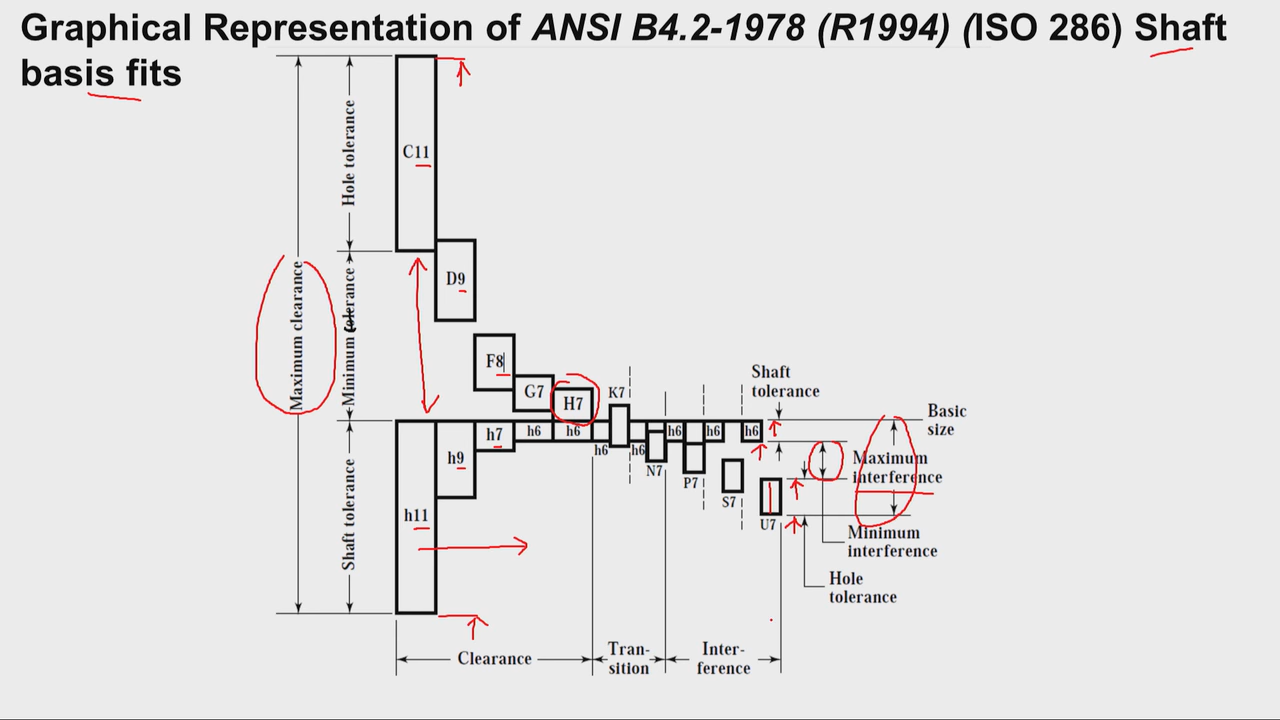 Graphical Representation of ANSI B4.2-1978 (R1994) (ISO 286) Shaft
basis fits
Maximum clearance
Hole tolerance
Minimum tolerance
Shaft tolerance
C11
D9
F8
G7
H7
K7
h11
h9
h7
h6
h6
h6
h6
N7
h6
P7
h6
S7
h6
U7
Shaft
tolerance
Basic
size
Maximum
interference
Minimum
interference
Hole
tolerance
Clearance
Tran-
sition
Inter-
ference